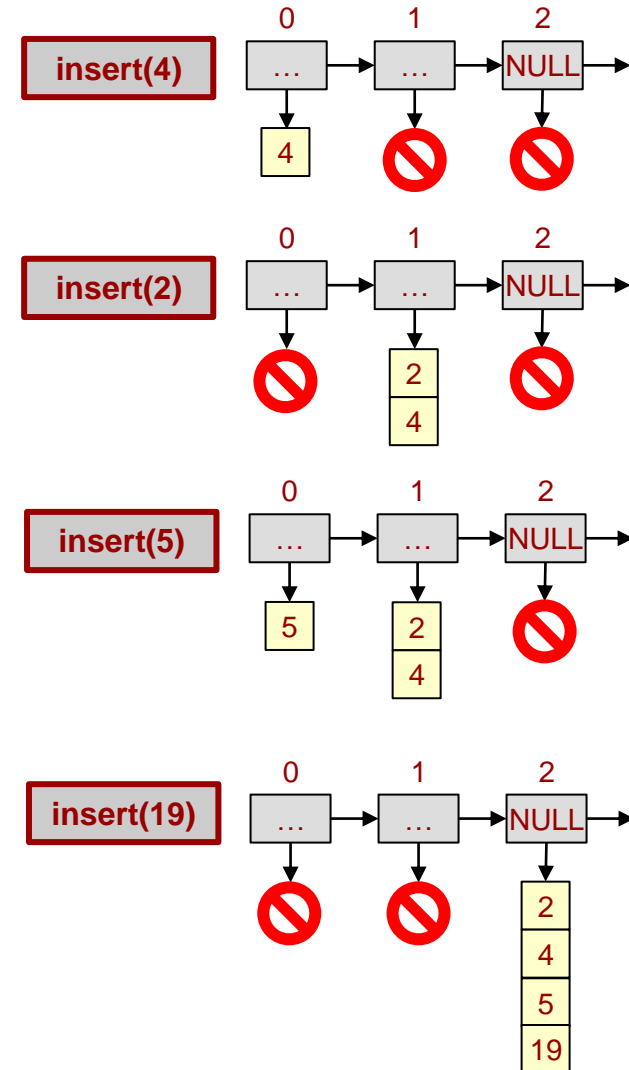 0 1 2
insert(4) … … NULL
4
0 1 2
insert(2) … … NULL
2
4
0 1 2
insert(5) … … NULL
5 2
4
0 1 2
insert(19) … … NULL
2
4
5
19